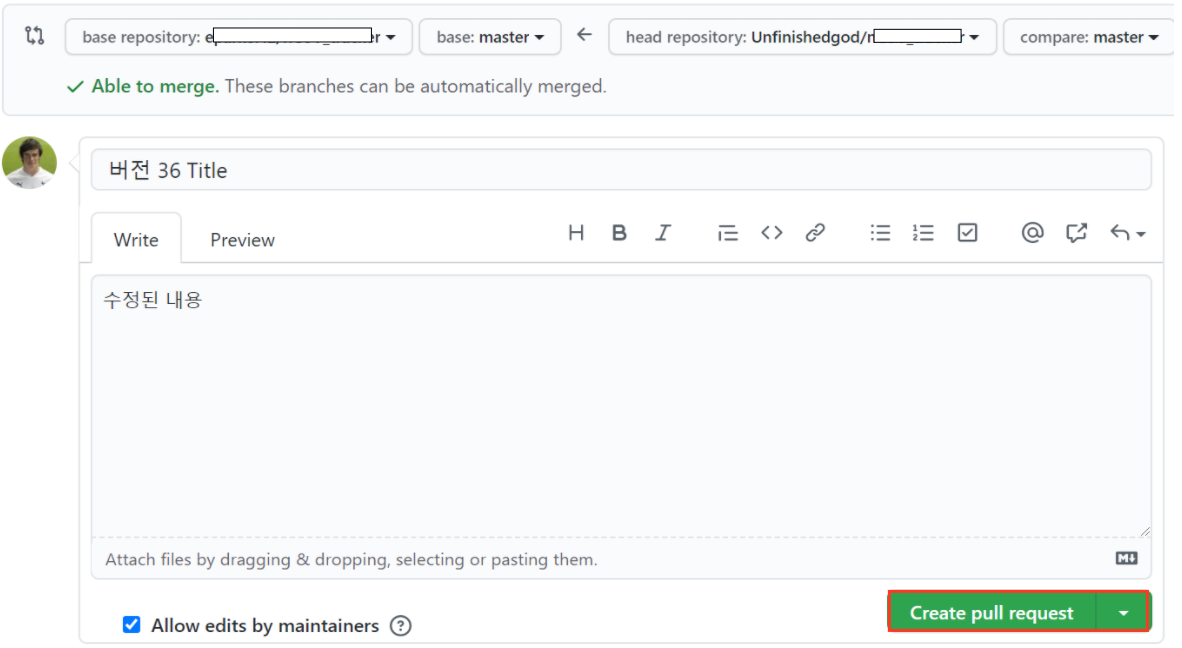 base repository: e
base: master
head repository: Unfinishedgod/r
compare: master
Able to merge. These branches can be automatically merged.
버전 36 Title
Write
Preview
H B I @
수정된 내용
Attach files by dragging & dropping, selecting or pasting them.
M
Allow edits by maintainers
Create pull request